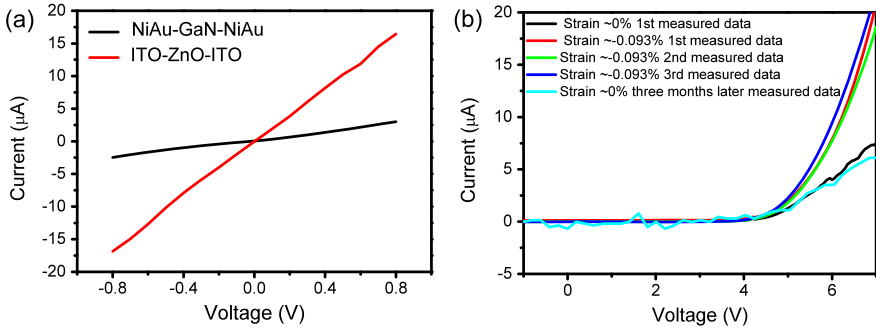 (a)
NiAu-GaN-NiAu
ITO-ZnO-ITO
20
15
10
5
0
-5
-10
-15
-20
Current (μA)
-0.8
-0.4
0.0
0.4
0.8
Voltage (V)
(b)
Strain ~0% 1st measured data
Strain ~-0.093% 1st measured data
Strain ~-0.093% 2nd measured data
Strain ~-0.093% 3rd measured data
Strain ~0% three months later measured data
20
15
10
5
0
-5
Current (μA)
0
2
4
6
Voltage (V)